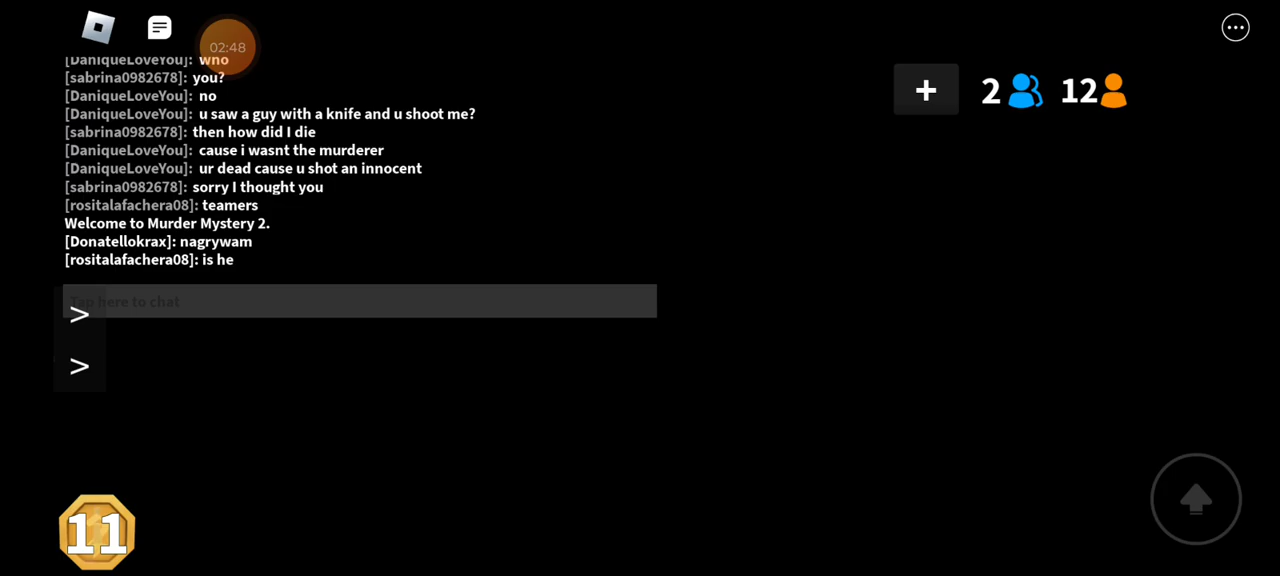 02:48
[DaniqueLoveYou]: who
[sabrina0982678]: you?
[DaniqueLoveYou]: no
[DaniqueLoveYou]: u saw a guy with a knife and u shoot me?
[sabrina0982678]: then how did I die
[DaniqueLoveYou]: cause i wasnt the murderer
[DaniqueLoveYou]: ur dead cause u shot an innocent
[sabrina0982678]: sorry I thought you
[rositalafachera08]: teamers
Welcome to Murder Mystery 2.
[Donatellokrax]: nagrywam
[rositalafachera08]: is he
Tap here to chat
>
>
+ 2 12
11